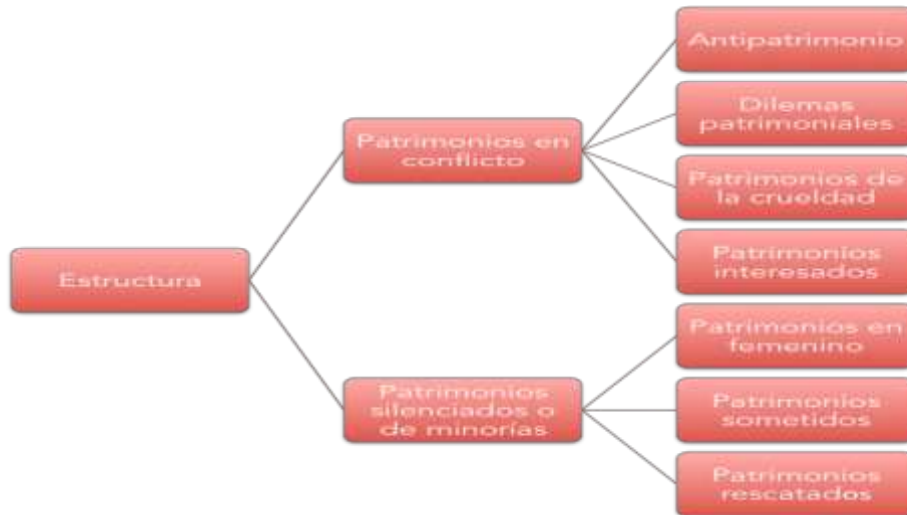 Estructura
Patrimonios en
conflicto
Antipatrimonio
Dilemas
patrimoniales
Patrimonios de
la crueldad
Patrimonios
interesados
Patrimonios
silenciados o
de minorías
Patrimonios en
femenino
Patrimonios
sometidos
Patrimonios
rescatados